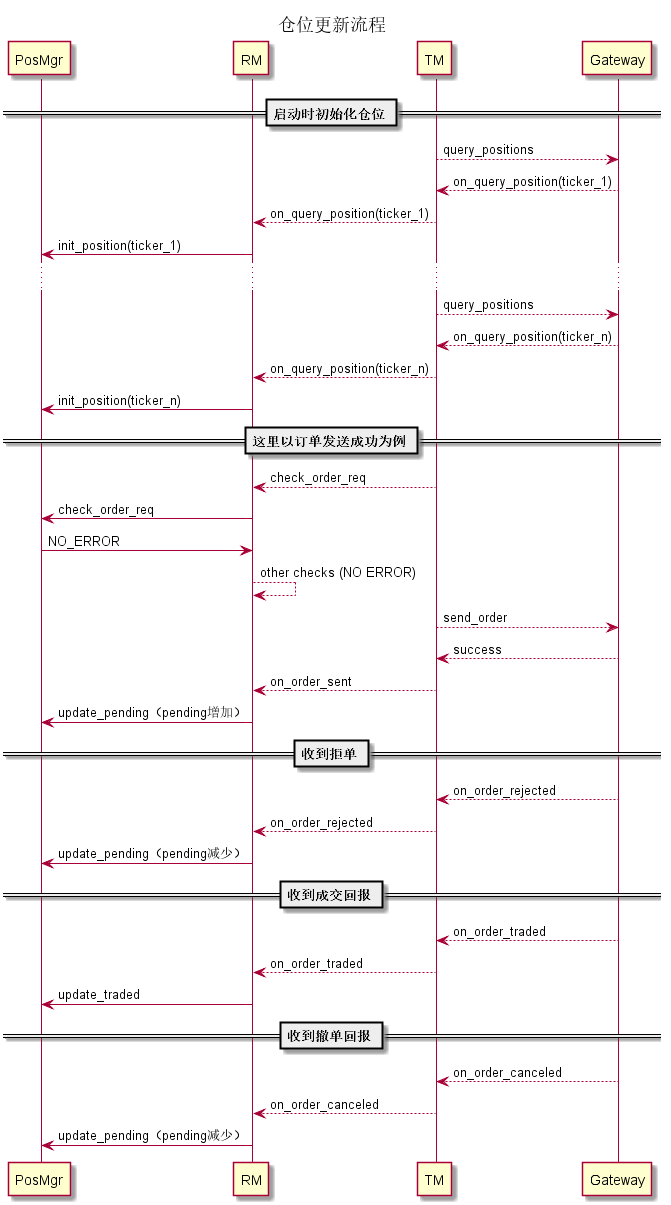 仓位更新流程
PosMgr RM TM Gateway
启动时初始化仓位
query_positions
on_query_position(ticker_1)
on_query_position(ticker_1)
init_position(ticker_1)
query_positions
on_query_position(ticker_n)
on_query_position(ticker_n)
init_position(ticker_n)
这里以订单发送成功为例
check_order_req
check_order_req
NO_ERROR
other checks (NO ERROR)
send_order
success
on_order_sent
update_pending（pending增加）
收到拒单
on_order_rejected
on_order_rejected
update_pending（pending减少）
收到成交回报
on_order_traded
on_order_traded
update_traded
收到撤单回报
on_order_canceled
on_order_canceled
update_pending（pending减少）
PosMgr RM TM Gateway